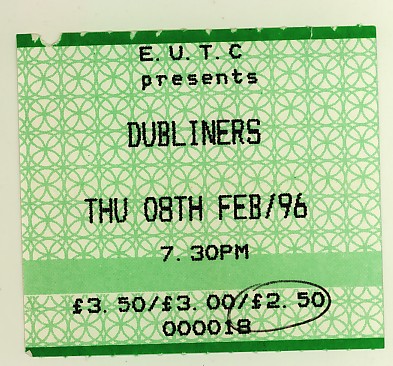 E. U. T. C
presents
DUBLINERS
THU 08TH FEB/96
7. 30PM
£3. 50/£3. 00/£2. 50
000018